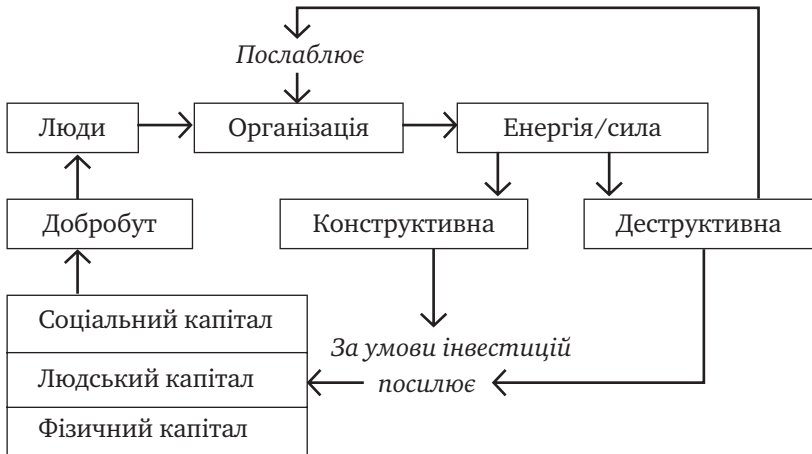 Послаблює
Люди
Організація
Енергія/сила
Добробут
Конструктивна
Деструктивна
Соціальний капітал
Людський капітал
Фізичний капітал
За умови інвестицій
посилює